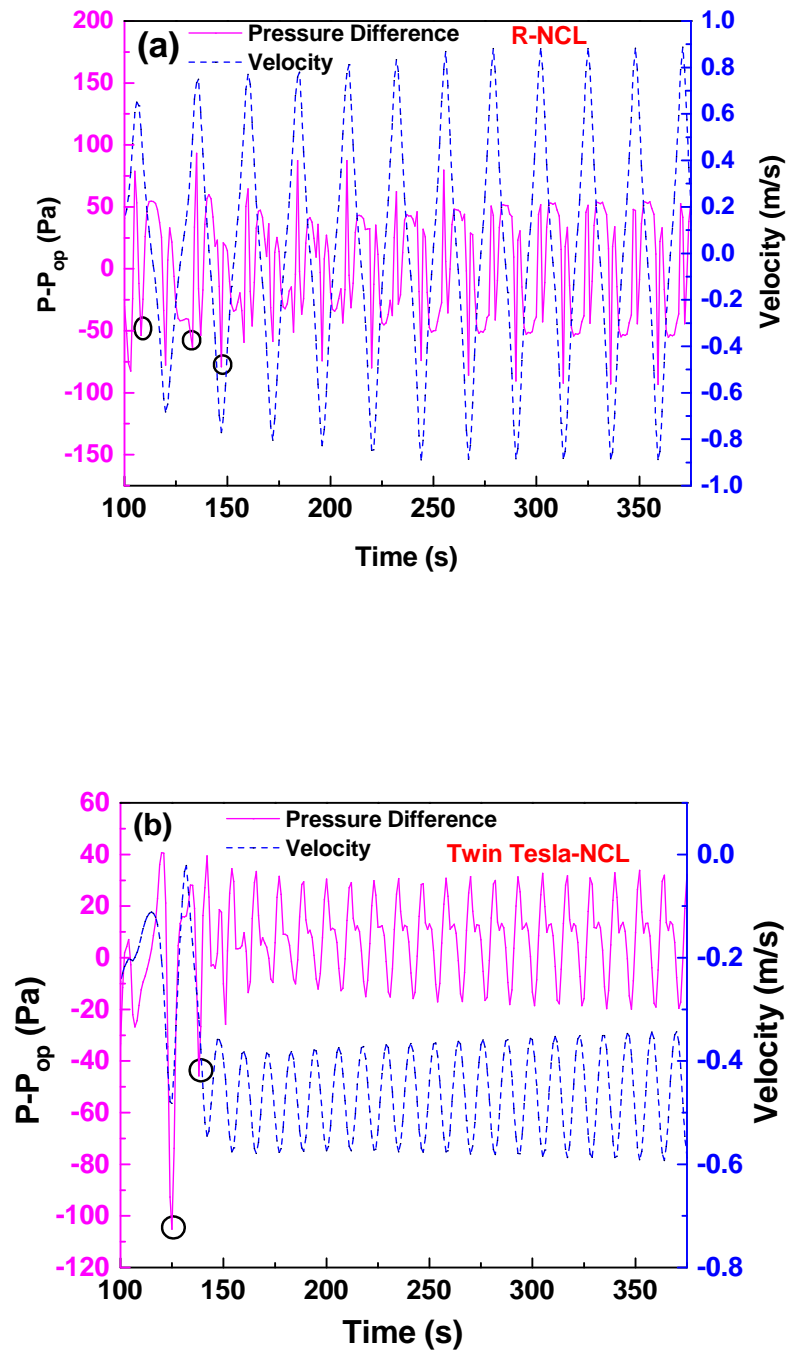 (a)
Pressure Difference
Velocity
R-NCL
200
150
100
50
0
-50
-100
-150
P-P_op (Pa)
1.0
0.8
0.6
0.4
0.2
0.0
-0.2
-0.4
-0.6
-0.8
-1.0
Velocity (m/s)
100 150 200 250 300 350
Time (s)
(b)
Pressure Difference
Velocity
Twin Tesla-NCL
60
40
20
0
-20
-40
-60
-80
-100
-120
P-P_op (Pa)
0.0
-0.2
-0.4
-0.6
-0.8
Velocity (m/s)
100 150 200 250 300 350
Time (s)